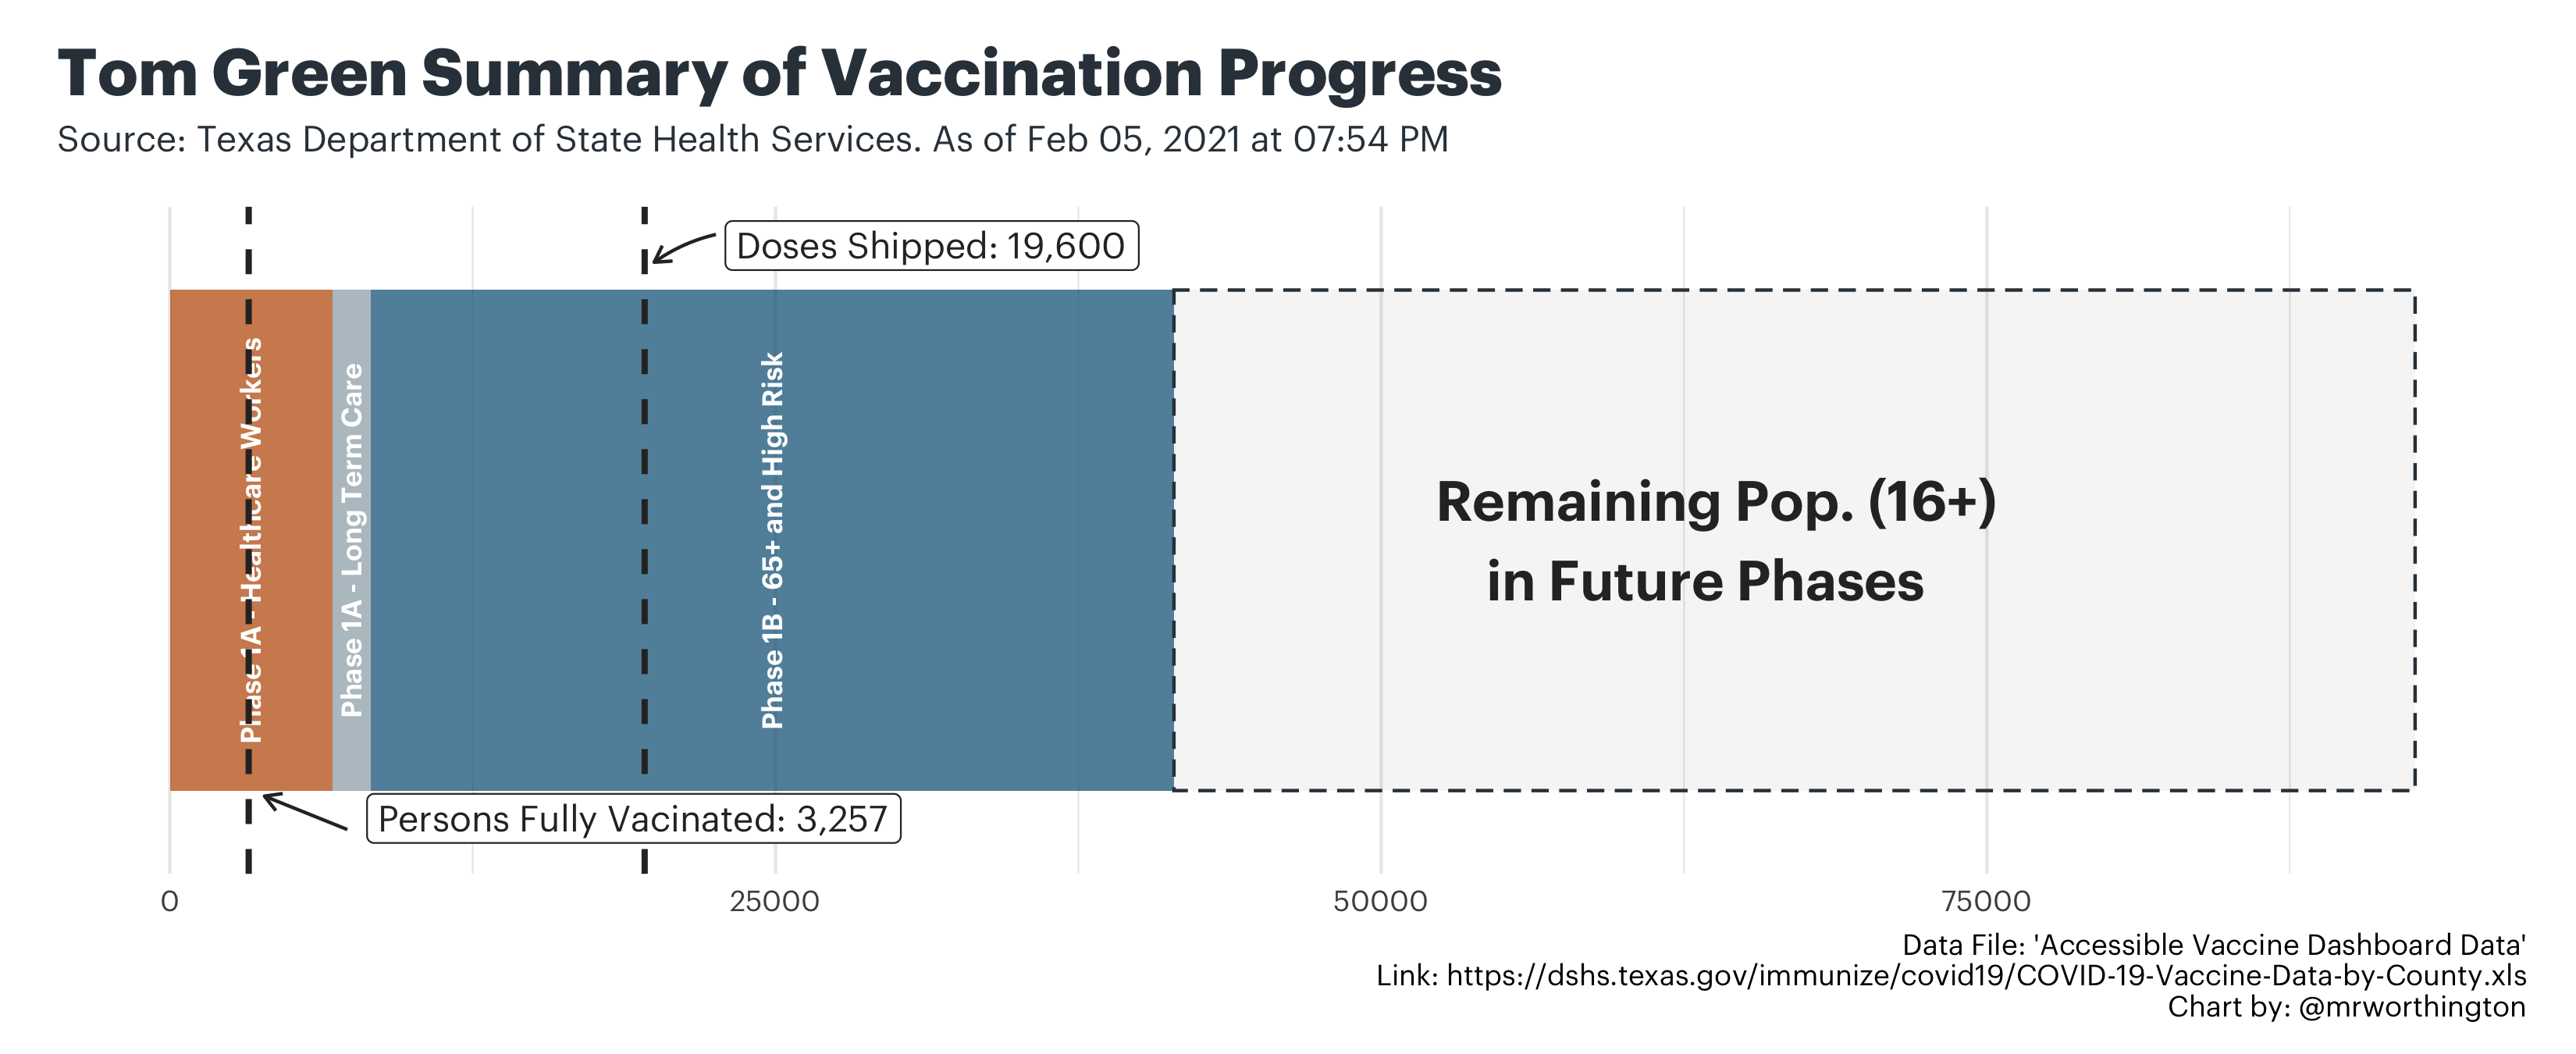 Tom Green Summary of Vaccination Progress
Source: Texas Department of State Health Services. As of Feb 05, 2021 at 07:54 PM
Doses Shipped: 19,600
Phase 1A - Healthcare Workers
Phase 1A - Long Term Care
Phase 1B - 65+ and High Risk
Remaining Pop. (16+)
in Future Phases
Persons Fully Vacinated: 3,257
0
25000
50000
75000
Data File: 'Accessible Vaccine Dashboard Data'
Link: https://dshs.texas.gov/immunize/covid19/COVID-19-Vaccine-Data-by-County.xls
Chart by: @mrworthington